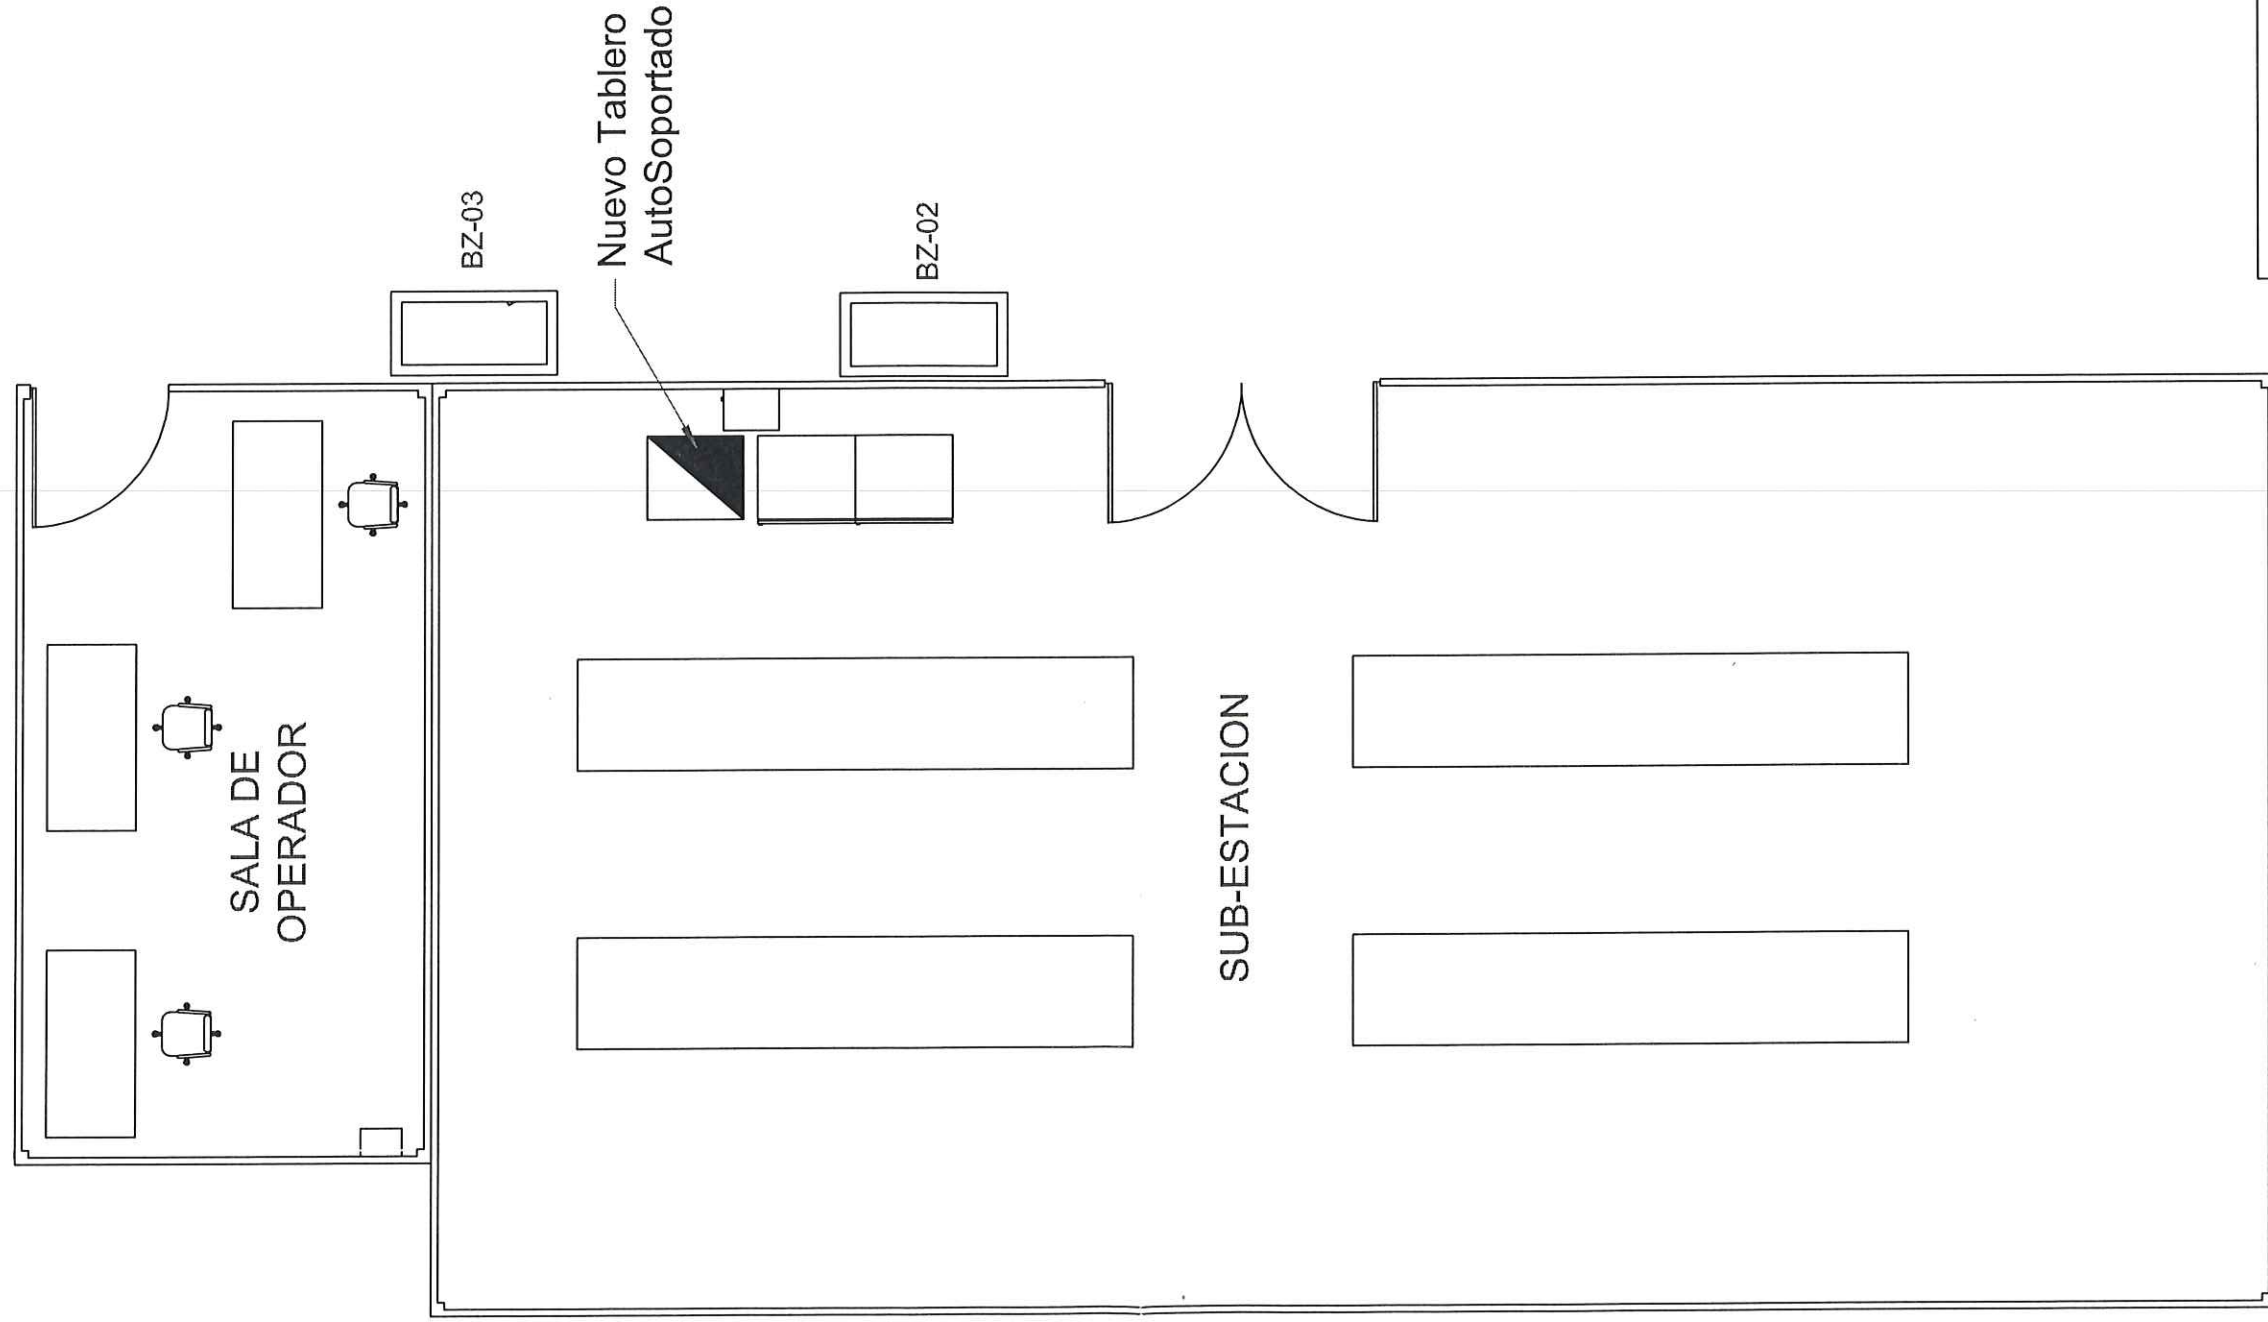 BZ-03
Nuevo Tablero
AutoSoportado
BZ-02
SALA DE
OPERADOR
SUB-ESTACION